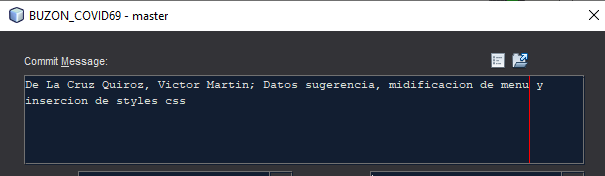 BUZON_COVID69 - master
Commit Message:
De La Cruz Quiroz, Victor Martin; Datos sugerencia, midificacion de menu y
insercion de styles css